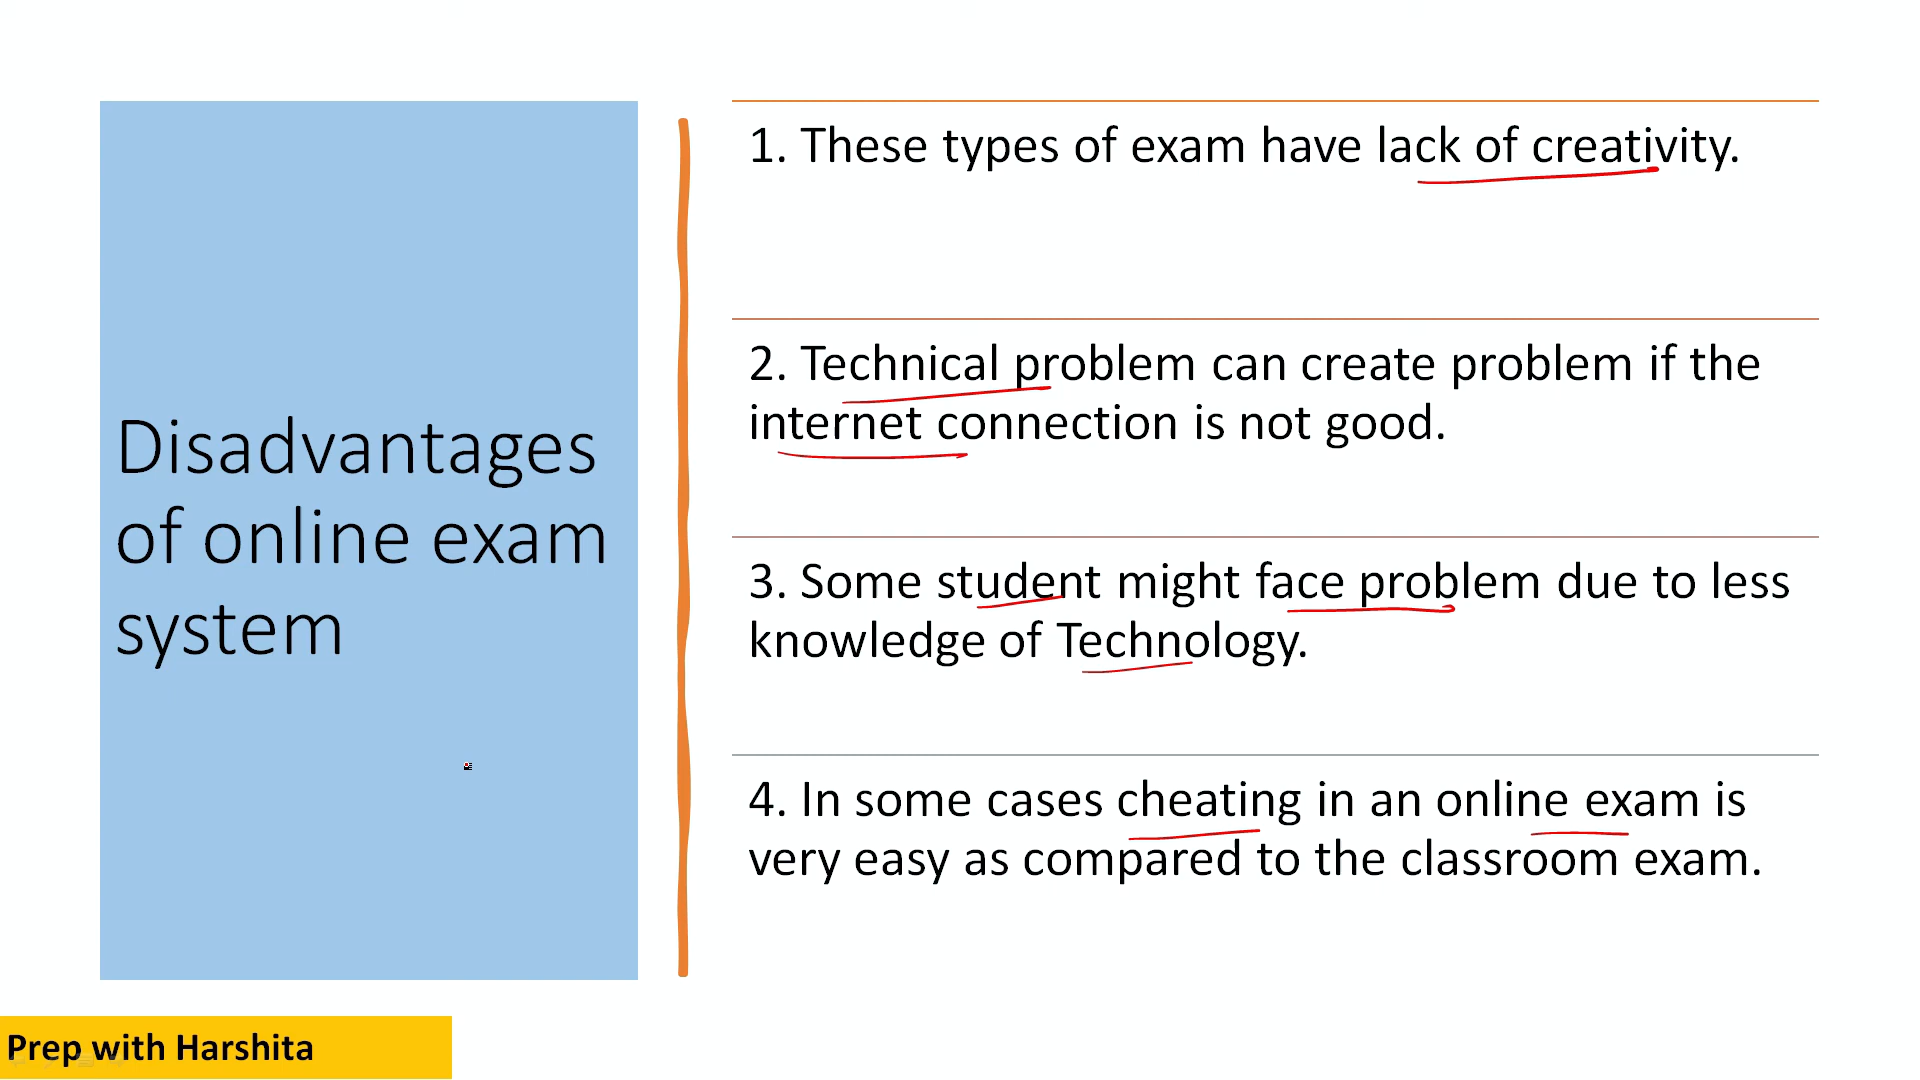 Disadvantages
of online exam
system
1. These types of exam have lack of creativity.
2. Technical problem can create problem if the
internet connection is not good.
3. Some student might face problem due to less
knowledge of Technology.
4. In some cases cheating in an online exam is
very easy as compared to the classroom exam.
Prep with Harshita